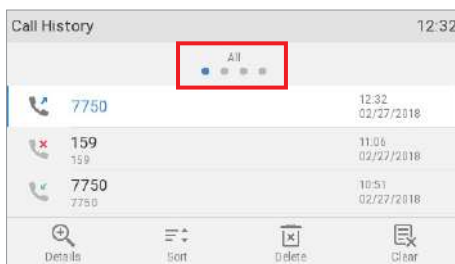 Call History 12:32
All
7750 12:32
02/27/2018
159 11:06
159 02/27/2018
7750 10:51
7750 02/27/2018
Details Sort Delete Clear